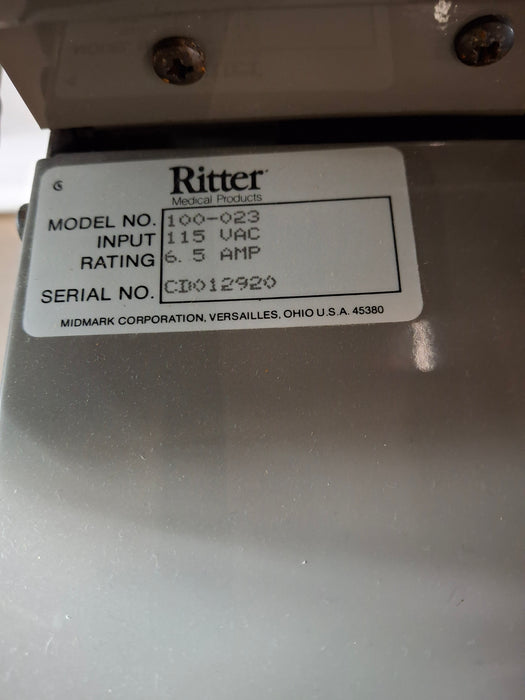 Ritter
Medical Products
MODEL NO. 100-023
INPUT 115 VAC
RATING 6.5 AMP
SERIAL NO. CD012920
MIDMARK CORPORATION, VERSAILLES, OHIO U.S.A. 45380